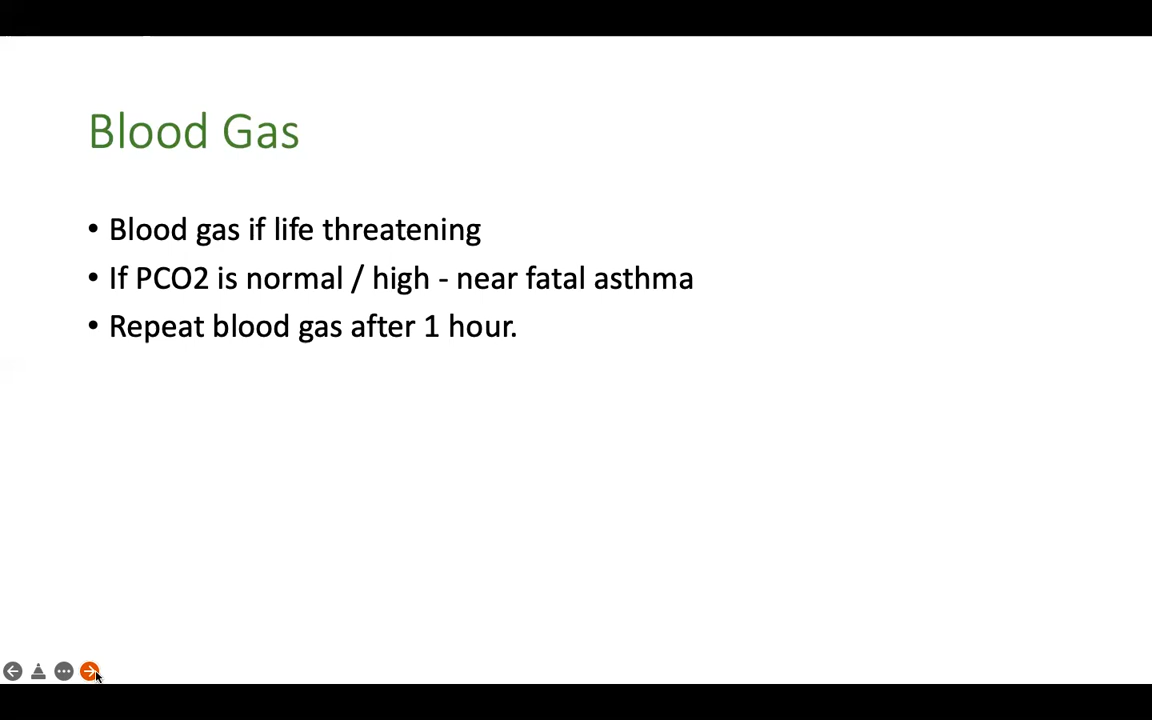 Blood Gas
• Blood gas if life threatening
• If PCO2 is normal / high - near fatal asthma
• Repeat blood gas after 1 hour.